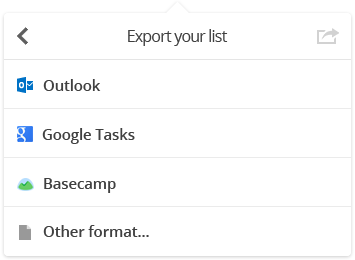 Export your list
Outlook
Google Tasks
Basecamp
Other format...